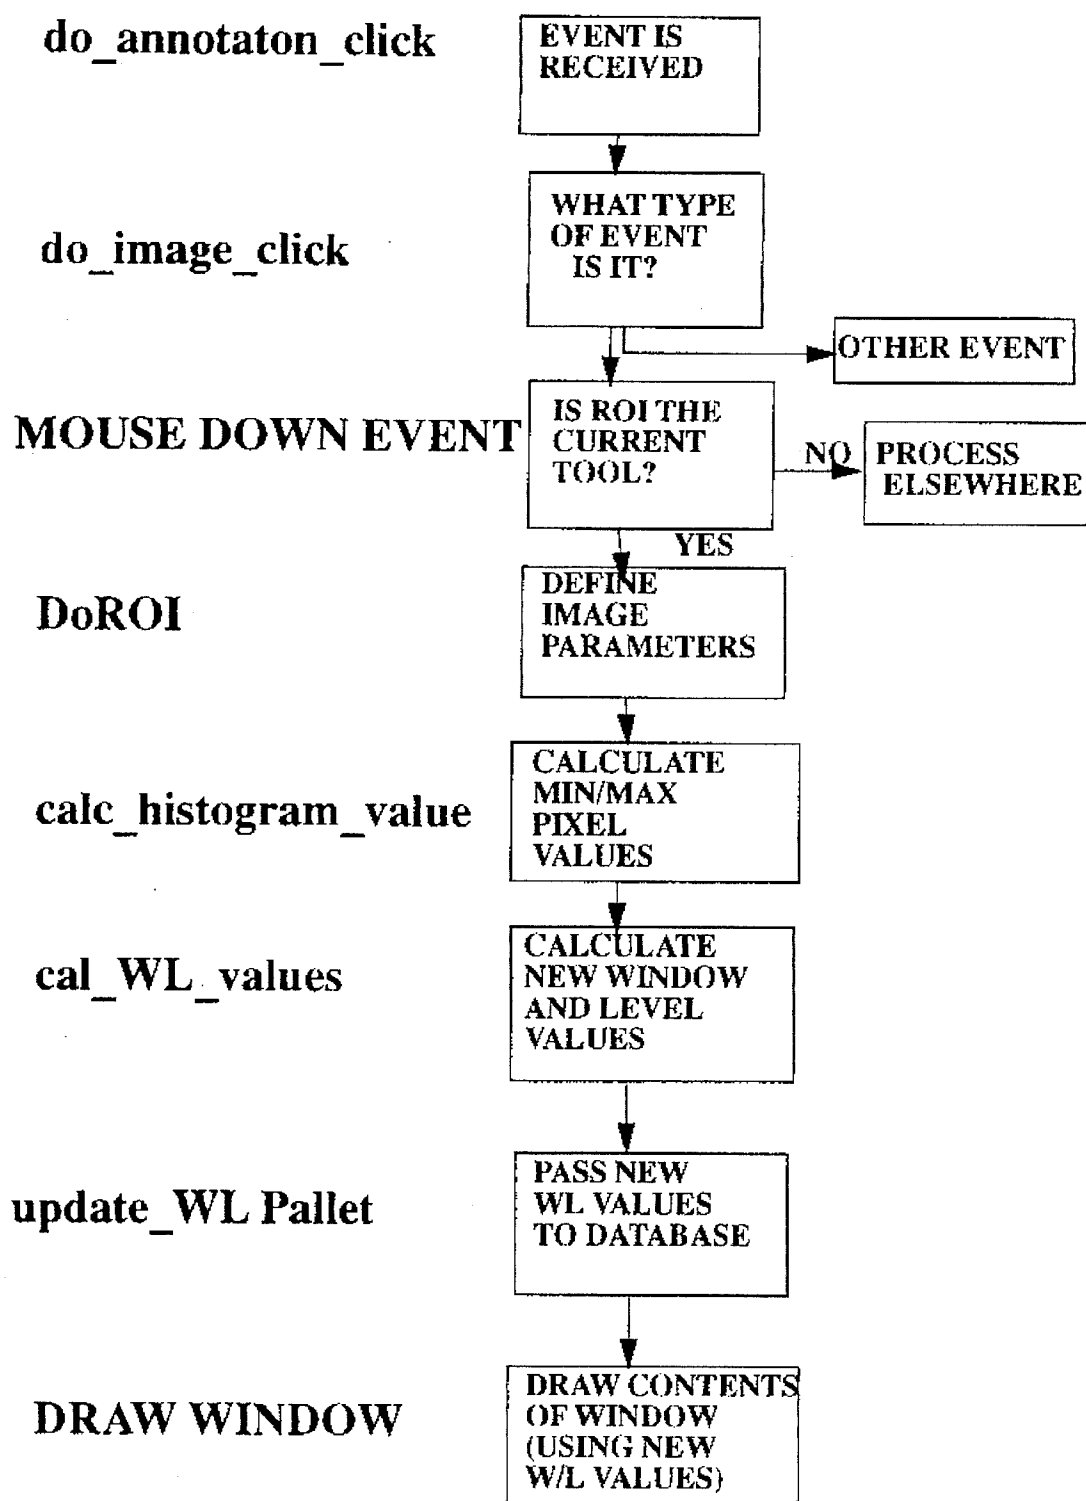 do_annotaton_click
EVENT IS
RECEIVED
WHAT TYPE
OF EVENT
IS IT?
do_image_click
OTHER EVENT
MOUSE DOWN EVENT
IS ROI THE
CURRENT
TOOL?
NO
PROCESS
ELSEWHERE
YES
DoROI
DEFINE
IMAGE
PARAMETERS
calc_histogram_value
CALCULATE
MIN/MAX
PIXEL
VALUES
cal_WL_values
CALCULATE
NEW WINDOW
AND LEVEL
VALUES
update_WL Pallet
PASS NEW
WL VALUES
TO DATABASE
DRAW WINDOW
DRAW CONTENTS
OF WINDOW
(USING NEW
W/L VALUES)